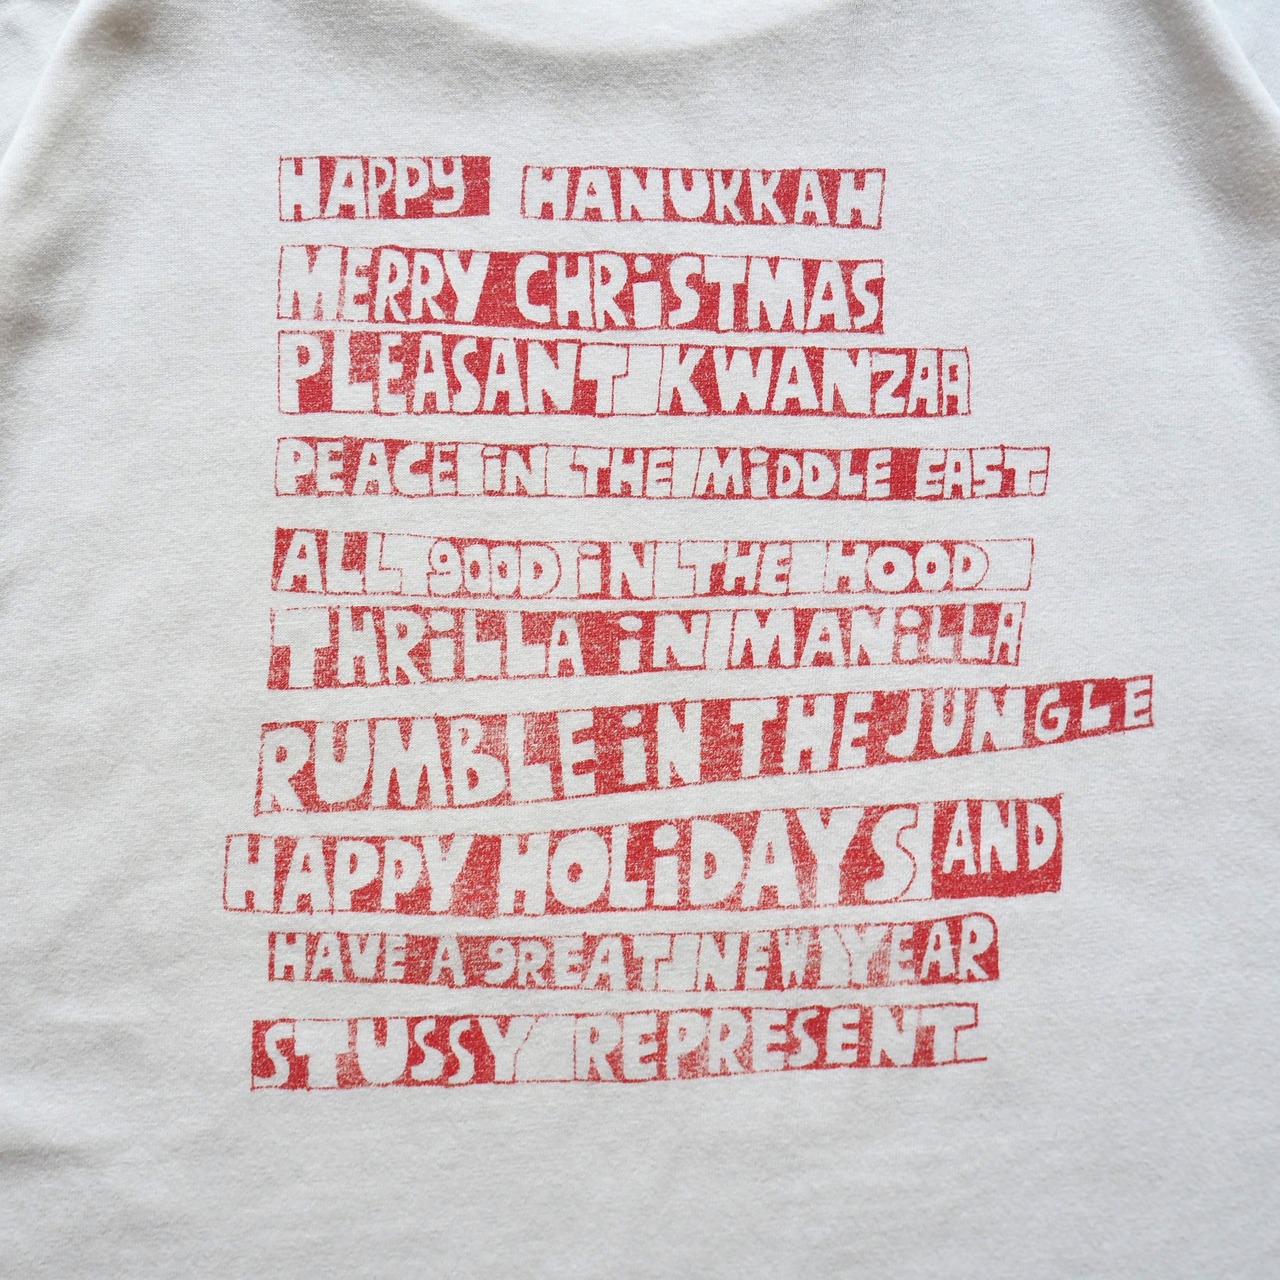 HAPPY HANUKKAH
MERRY CHRiSTMAS
PLEASANT KWANZAA
PEACE iN THE MiDDLE EAST.
ALL gOOD iN THE HOOD
THRiLLA iN MANiLLA
RUMBLE iN THE JUNGLE
HAPPY HOLiDAYS AND
HAVE A gREAT NEW YEAR
STUSSY REPRESENT